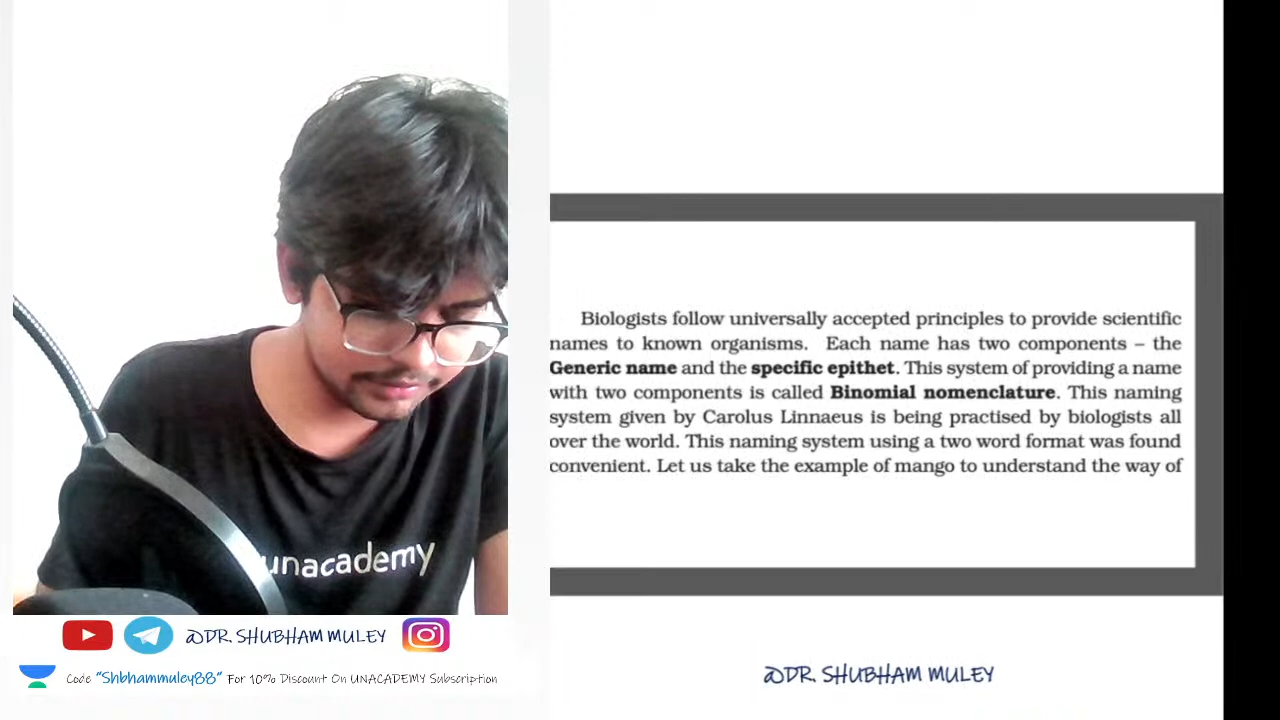 Biologists follow universally accepted principles to provide scientific
names to known organisms. Each name has two components – the
Generic name and the specific epithet. This system of providing a name
with two components is called Binomial nomenclature. This naming
system given by Carolus Linnaeus is being practised by biologists all
over the world. This naming system using a two word format was found
convenient. Let us take the example of mango to understand the way of
unacademy
@DR. SHUBHAM MULEY
Code "Shbhammuley88" For 10% Discount On UNACADEMY Subscription
@DR. SHUBHAM MULEY